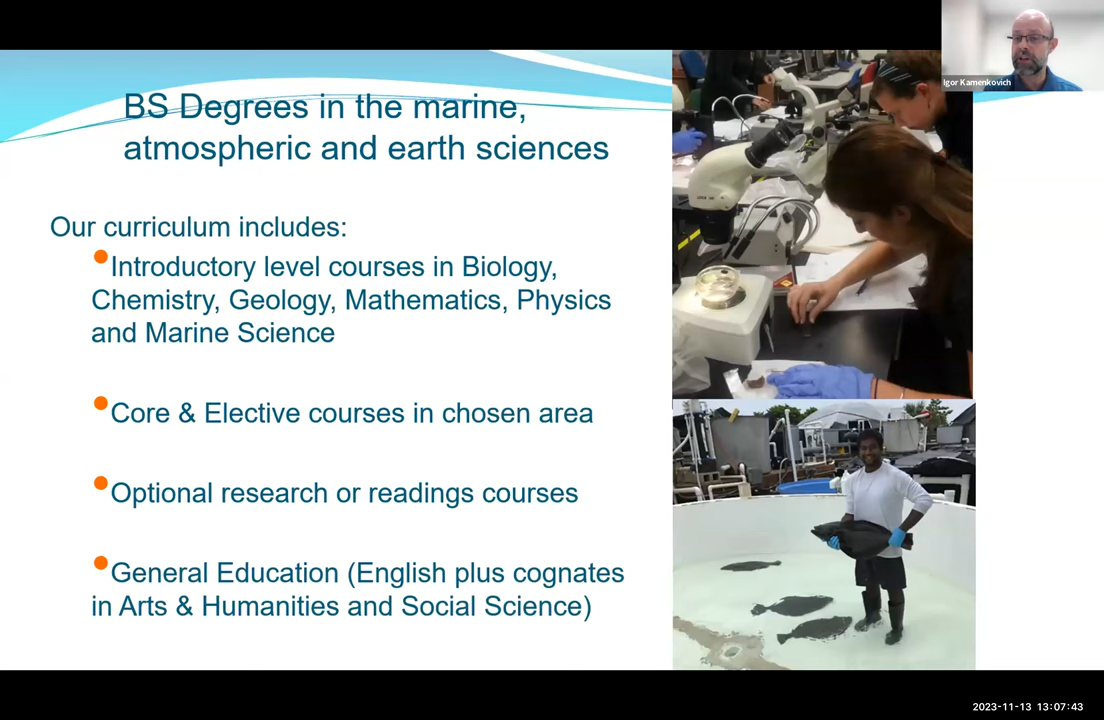 Igor Kamenkovich
BS Degrees in the marine,
atmospheric and earth sciences
Our curriculum includes:
Introductory level courses in Biology,
Chemistry, Geology, Mathematics, Physics
and Marine Science
Core & Elective courses in chosen area
Optional research or readings courses
General Education (English plus cognates
in Arts & Humanities and Social Science)
2023-11-13 13:07:43